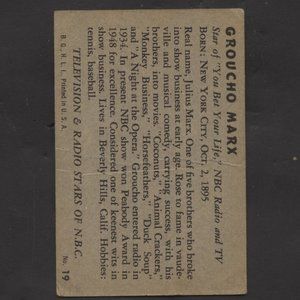 GROUCHO MARX
Star of "You Bet Your Life," NBC Radio and TV
BORN: NEW YORK CITY, OCT. 2, 1895
Real name, Julius Marx. One of five brothers who broke
into show business at early age. Rose to fame in vaude-
ville and musical comedy, carrying success, with his
brothers, into movies. "Cocoanuts," "Animal Crackers,"
"Monkey Business," "Horsefeathers," "Duck Soup"
and "A Night at the Opera." Groucho entered radio in
1934. In present NBC show won Peabody Award in
1948 for excellence. Considered one of keenest wits in
show business. Lives in Beverly Hills, Calif. Hobbies:
tennis, baseball.
TELEVISION & RADIO STARS OF N.B.C.
No. 19
B. G. H. L. I. Printed in U. S. A.